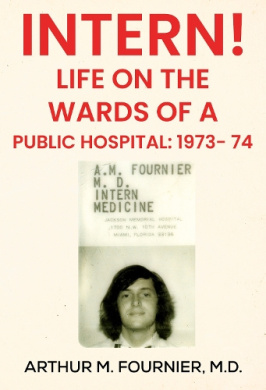 INTERN!
LIFE ON THE
WARDS OF A
PUBLIC HOSPITAL: 1973- 74
A.M. FOURNIER
M. D.
INTERN
MEDICINE
JACKSON MEMORIAL HOSPITAL
MIAMI, FLORIDA
ARTHUR M. FOURNIER, M.D.